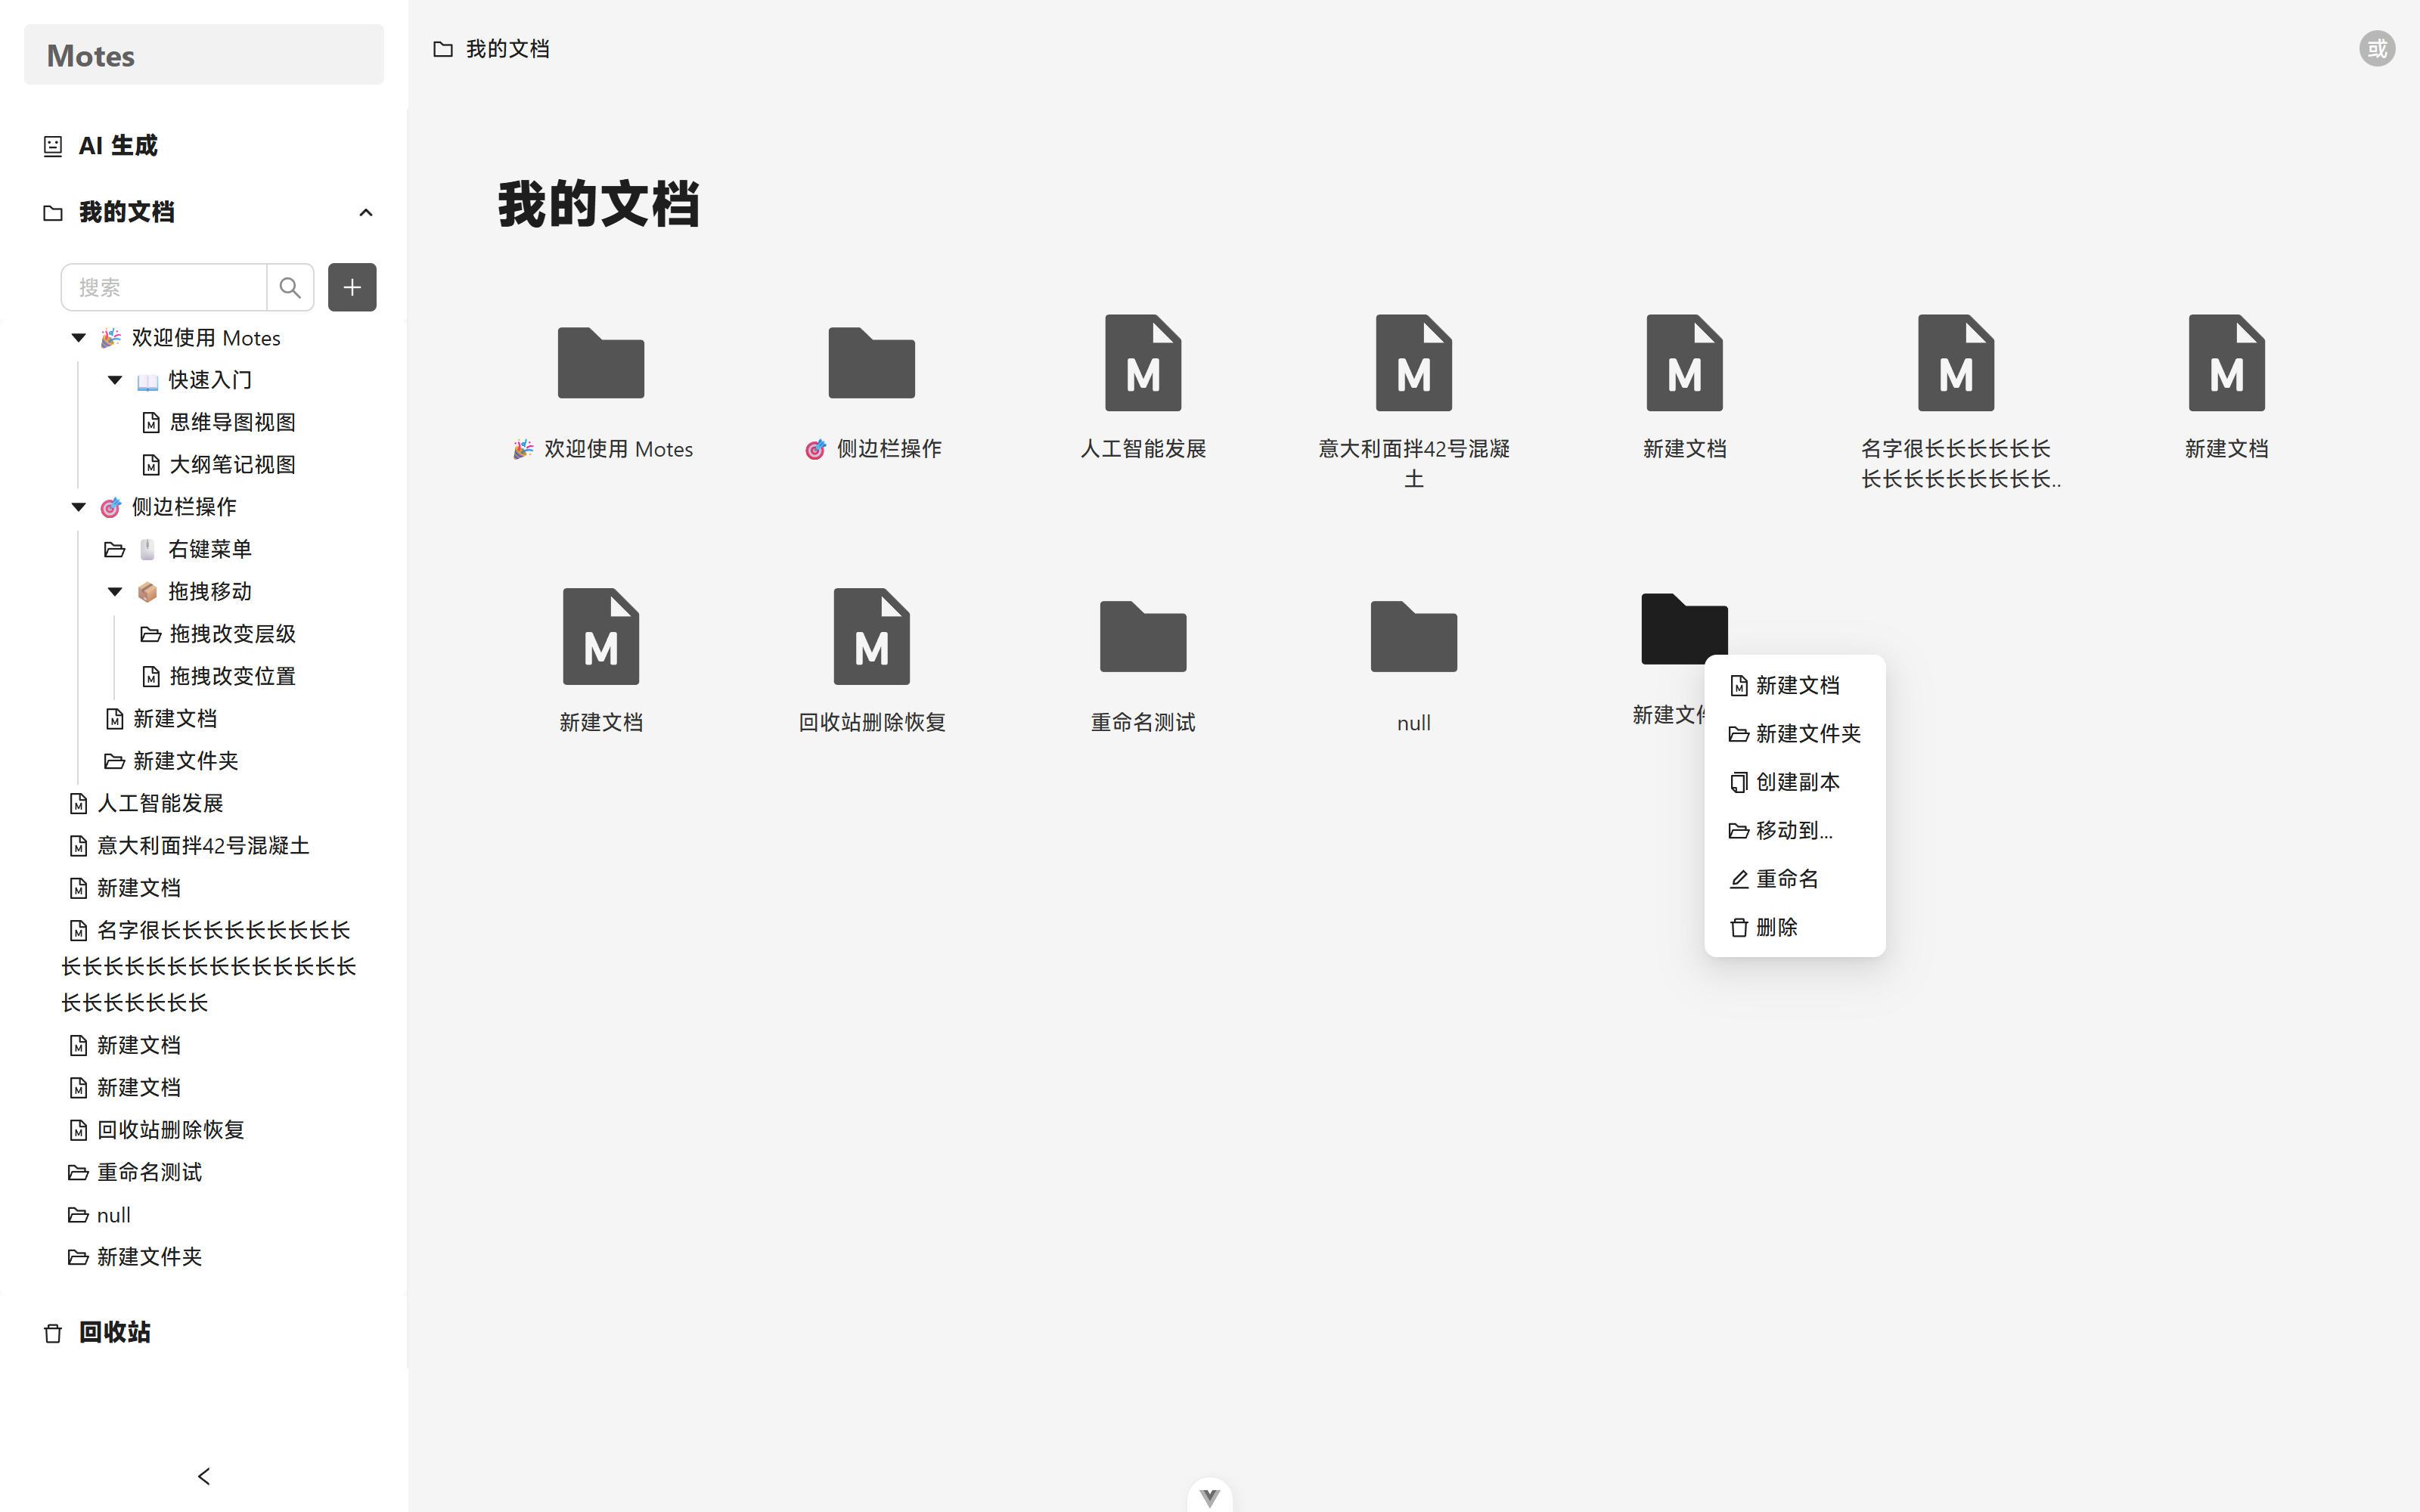 Motes
AI 生成
我的文档
搜索
🎉 欢迎使用 Motes
📖 快速入门
思维导图视图
大纲笔记视图
🎯 侧边栏操作
🖱️ 右键菜单
📦 拖拽移动
拖拽改变层级
拖拽改变位置
新建文档
新建文件夹
人工智能发展
意大利面拌42号混凝土
新建文档
名字很长长长长长长长长长
长长长长长长长长长长长长长长
长长长长长长长
新建文档
新建文档
回收站删除恢复
重命名测试
null
新建文件夹
回收站
我的文档
或
我的文档
🎉 欢迎使用 Motes
🎯 侧边栏操作
人工智能发展
意大利面拌42号混凝
土
新建文档
名字很长长长长长长
长长长长长长长长长..
新建文档
新建文档
回收站删除恢复
重命名测试
null
新建文件
新建文档
新建文件夹
创建副本
移动到...
重命名
删除